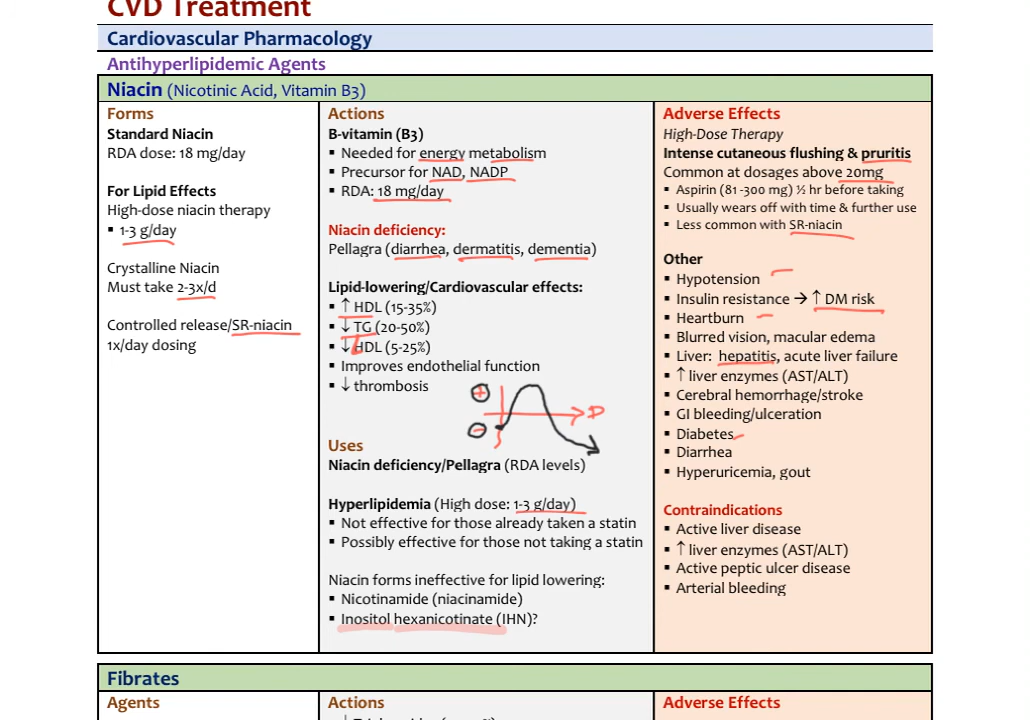 CVD Treatment
Cardiovascular Pharmacology
Antihyperlipidemic Agents
Niacin (Nicotinic Acid, Vitamin B3)
Forms
Standard Niacin
RDA dose: 18 mg/day
For Lipid Effects
High-dose niacin therapy
▪ 1-3 g/day
Crystalline Niacin
Must take 2-3x/d
Controlled release/SR-niacin
1x/day dosing
Actions
B-vitamin (B3)
▪ Needed for energy metabolism
▪ Precursor for NAD, NADP
▪ RDA: 18 mg/day
Niacin deficiency:
Pellagra (diarrhea, dermatitis, dementia)
Lipid-lowering/Cardiovascular effects:
▪ ↑ HDL (15-35%)
▪ ↓ TG (20-50%)
▪ ↓ HDL (5-25%)
▪ Improves endothelial function
▪ ↓ thrombosis
+
D
−
Uses
Niacin deficiency/Pellagra (RDA levels)
Hyperlipidemia (High dose: 1-3 g/day)
▪ Not effective for those already taken a statin
▪ Possibly effective for those not taking a statin
Niacin forms ineffective for lipid lowering:
▪ Nicotinamide (niacinamide)
▪ Inositol hexanicotinate (IHN)?
Adverse Effects
High-Dose Therapy
Intense cutaneous flushing & pruritis
Common at dosages above 20mg
▪ Aspirin (81-300 mg) ½ hr before taking
▪ Usually wears off with time & further use
▪ Less common with SR-niacin
Other
▪ Hypotension
▪ Insulin resistance → ↑ DM risk
▪ Heartburn
▪ Blurred vision, macular edema
▪ Liver: hepatitis, acute liver failure
▪ ↑ liver enzymes (AST/ALT)
▪ Cerebral hemorrhage/stroke
▪ GI bleeding/ulceration
▪ Diabetes
▪ Diarrhea
▪ Hyperuricemia, gout
Contraindications
▪ Active liver disease
▪ ↑ liver enzymes (AST/ALT)
▪ Active peptic ulcer disease
▪ Arterial bleeding
Fibrates
Agents
Actions
Adverse Effects